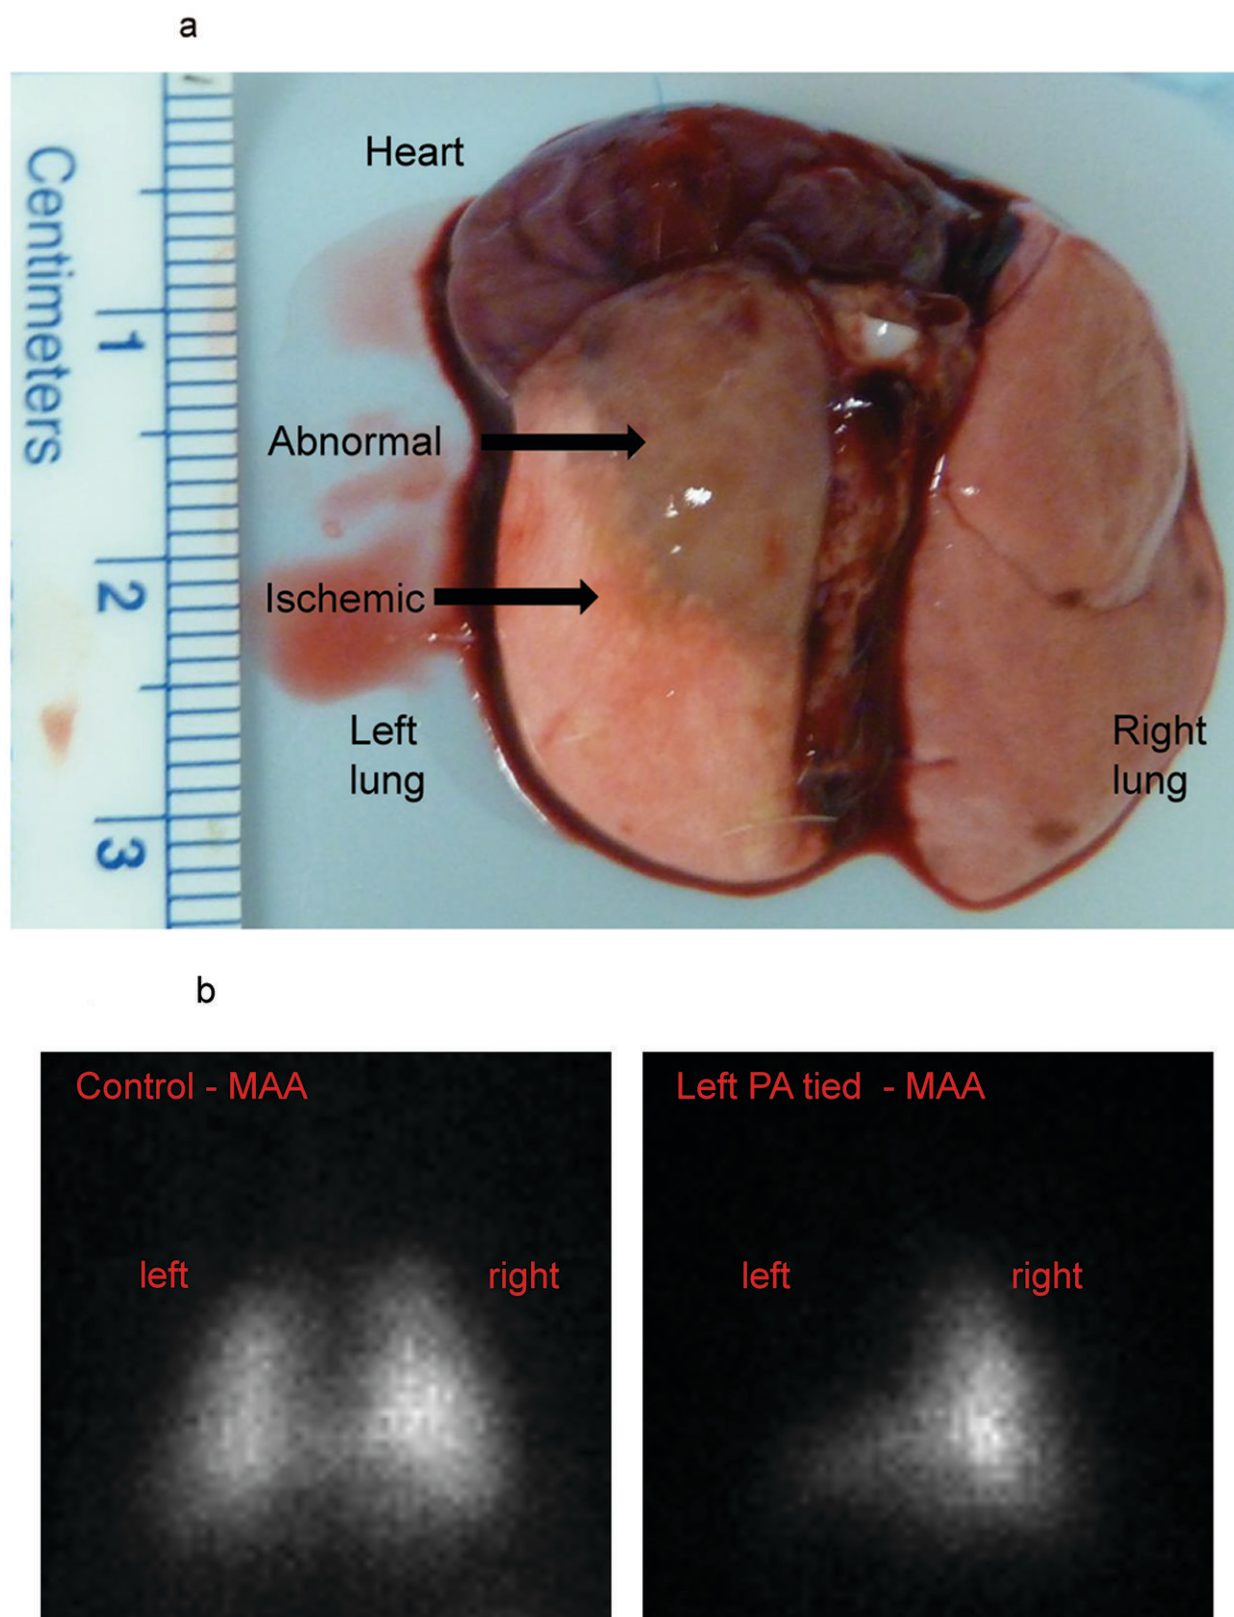 a
Centimeters
1
2
3
Heart
Abnormal
Ischemic
Left
lung
Right
lung
b
Control - MAA
left
right
Left PA tied - MAA
left
right